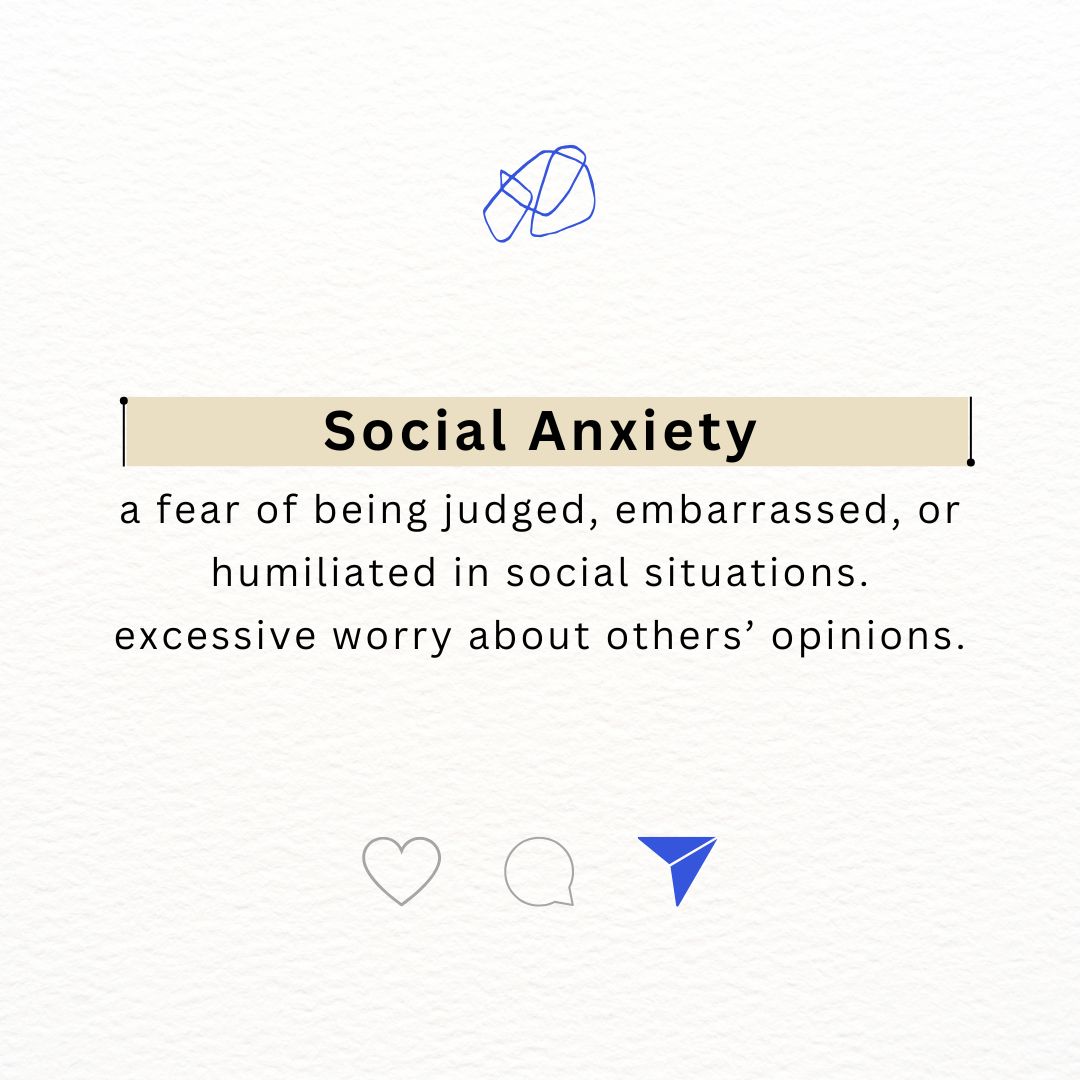 Social Anxiety
a fear of being judged, embarrassed, or
humiliated in social situations.
excessive worry about others’ opinions.